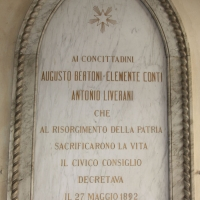 AI CONCITTADINI
AUGUSTO BERTONI-CLEMENTE CONTI
ANTONIO LIVERANI
CHE
AL RISORGIMENTO DELLA PATRIA
SACRIFICARONO LA VITA
IL CIVICO CONSIGLIO
DECRETAVA
IL 27 MAGGIO 1892